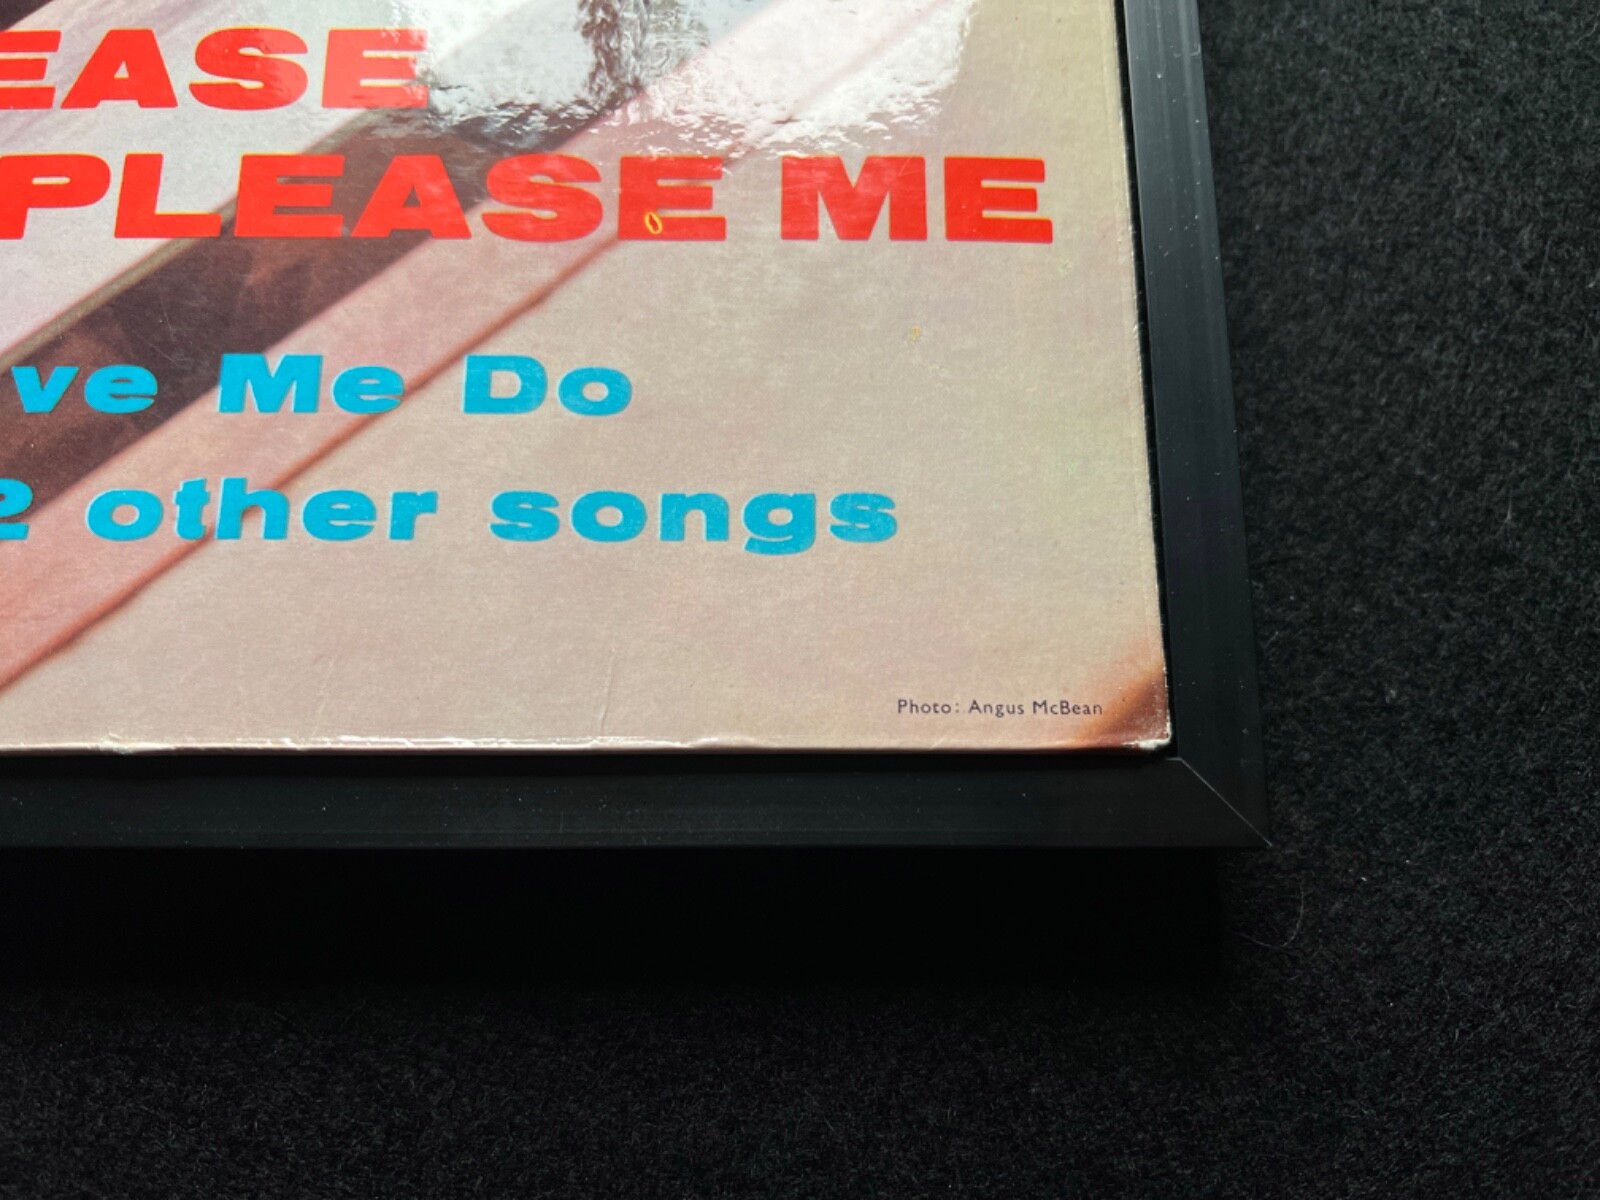 EASE
PLEASE ME
ve Me Do
2 other songs
Photo: Angus McBean